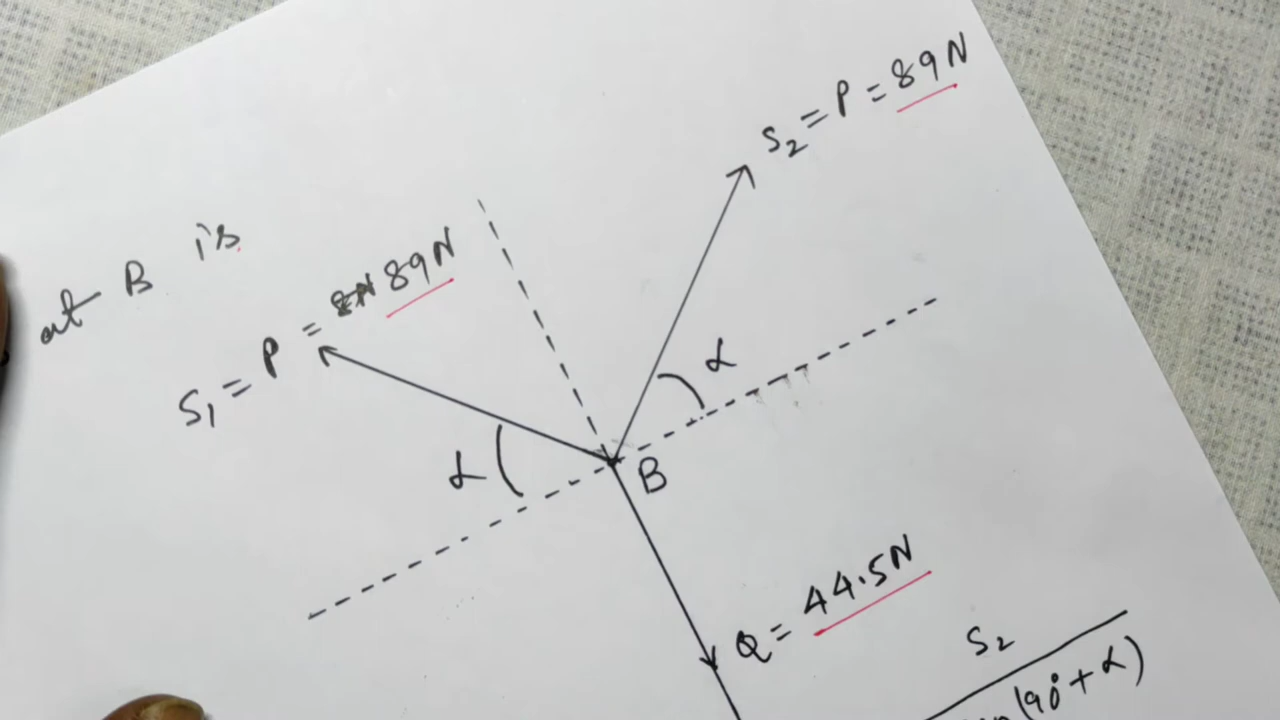 at B is
S₁ = P = 89N
S₂ = P = 89N
α
α
B
Q = 44.5N
S₂
(90° + α)